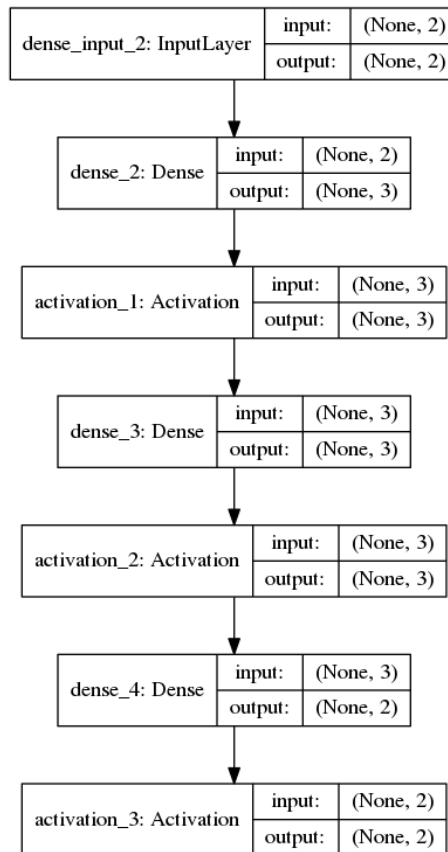 dense_input_2: InputLayer
input: (None, 2)
output: (None, 2)
dense_2: Dense
input: (None, 2)
output: (None, 3)
activation_1: Activation
input: (None, 3)
output: (None, 3)
dense_3: Dense
input: (None, 3)
output: (None, 3)
activation_2: Activation
input: (None, 3)
output: (None, 3)
dense_4: Dense
input: (None, 3)
output: (None, 2)
activation_3: Activation
input: (None, 2)
output: (None, 2)